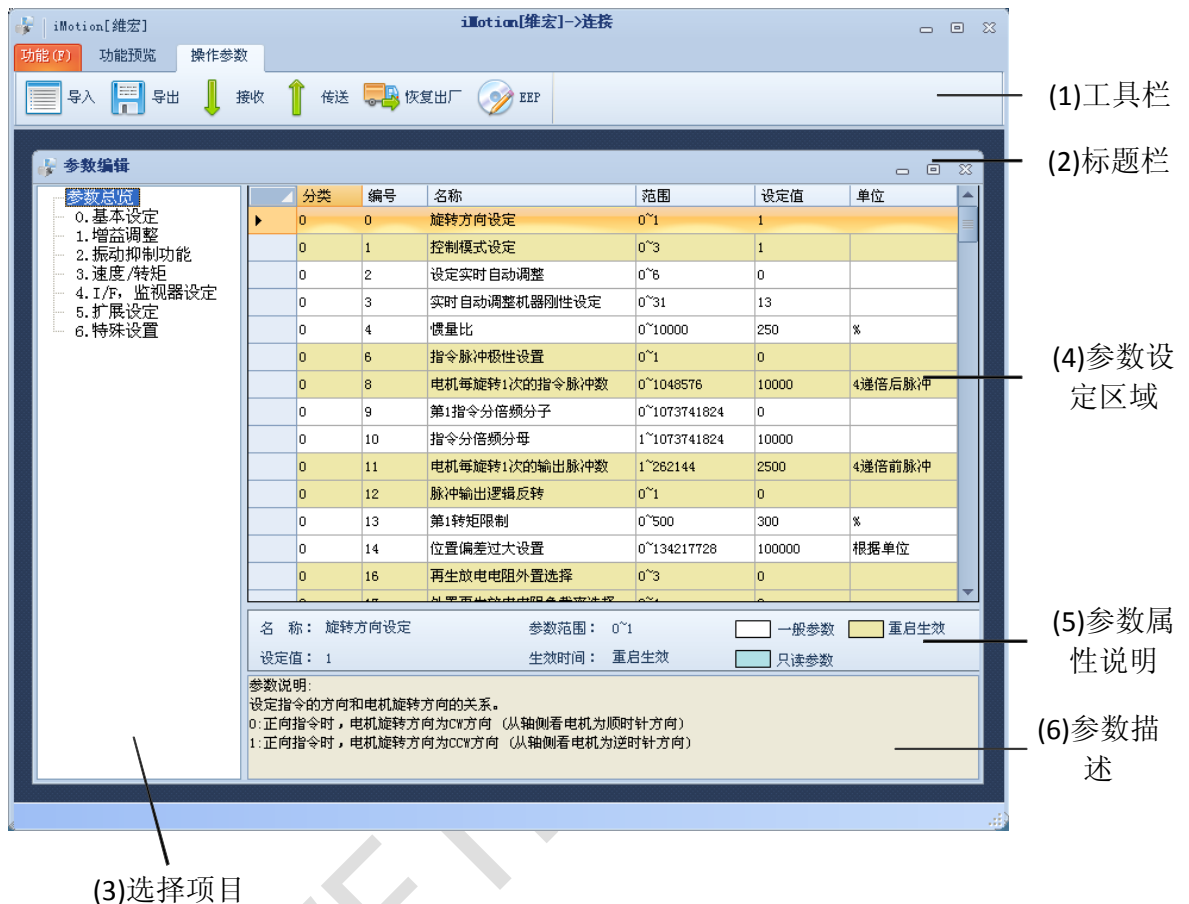 iMotion[维宏]
iMotion[维宏]->连接
功能(F) 功能预览 操作参数
导入 导出 接收 传送 恢复出厂 EEP
(1)工具栏
参数编辑
(2)标题栏
参数总览
0.基本设定
1.增益调整
2.振动抑制功能
3.速度/转矩
4.I/F，监视器设定
5.扩展设定
6.特殊设置
分类 编号 名称 范围 设定值 单位
0 0 旋转方向设定 0~1 1
0 1 控制模式设定 0~3 1
0 2 设定实时自动调整 0~6 0
0 3 实时自动调整机器刚性设定 0~31 13
0 4 惯量比 0~10000 250 %
0 6 指令脉冲极性设置 0~1 0
0 8 电机每旋转1次的指令脉冲数 0~1048576 10000 4递倍后脉冲
0 9 第1指令分倍频分子 0~1073741824 0
0 10 指令分倍频分母 1~1073741824 10000
0 11 电机每旋转1次的输出脉冲数 1~262144 2500 4递倍前脉冲
0 12 脉冲输出逻辑反转 0~1 0
0 13 第1转矩限制 0~500 300 %
0 14 位置偏差过大设置 0~134217728 100000 根据单位
0 16 再生放电电阻外置选择 0~3 0
(4)参数设
定区域
名 称： 旋转方向设定 参数范围： 0~1 一般参数 重启生效
设定值： 1 生效时间： 重启生效 只读参数
(5)参数属
性说明
参数说明:
设定指令的方向和电机旋转方向的关系。
0:正向指令时，电机旋转方向为CW方向 (从轴侧看电机为顺时针方向)
1:正向指令时，电机旋转方向为CCW方向 (从轴侧看电机为逆时针方向)
(6)参数描
述
(3)选择项目